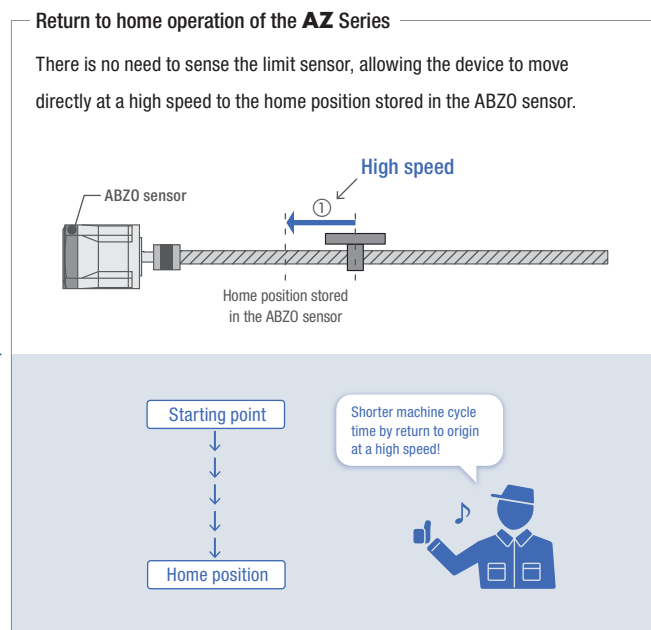 Return to home operation of the AZ Series
There is no need to sense the limit sensor, allowing the device to move
directly at a high speed to the home position stored in the ABZO sensor.
High speed
ABZO sensor
①
Home position stored
in the ABZO sensor
Starting point
Shorter machine cycle
time by return to origin
at a high speed!
Home position